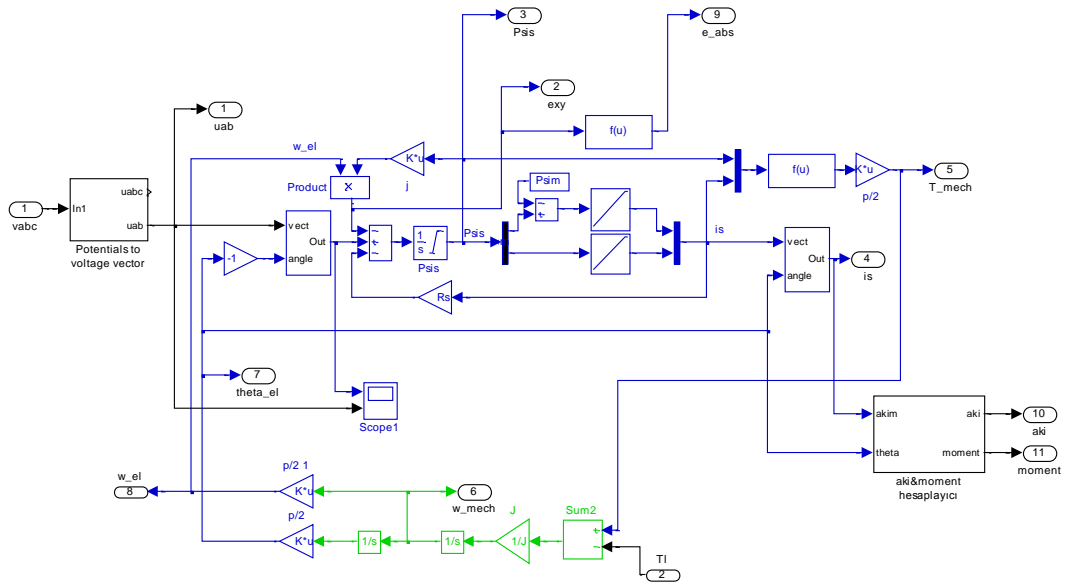 3
Psis
9
e_abs
2
exy
1
uab
f(u)
w_el
K*u
j
Product
x
Psim
f(u)
K*u
p/2
5
T_mech
1
vabc
In1
uabc
uab
Potentials to
voltage vector
vect
Out
angle
-1
1
s
Psis
Psis
is
vect
Out
angle
4
is
Rs
7
theta_el
Scope1
akim
theta
aki
moment
aki&moment
hesaplayıcı
10
aki
11
moment
p/2 1
K*u
w_el
8
6
w_mech
p/2
K*u
1/s
1/s
J
1/J
Sum2
Tl
2